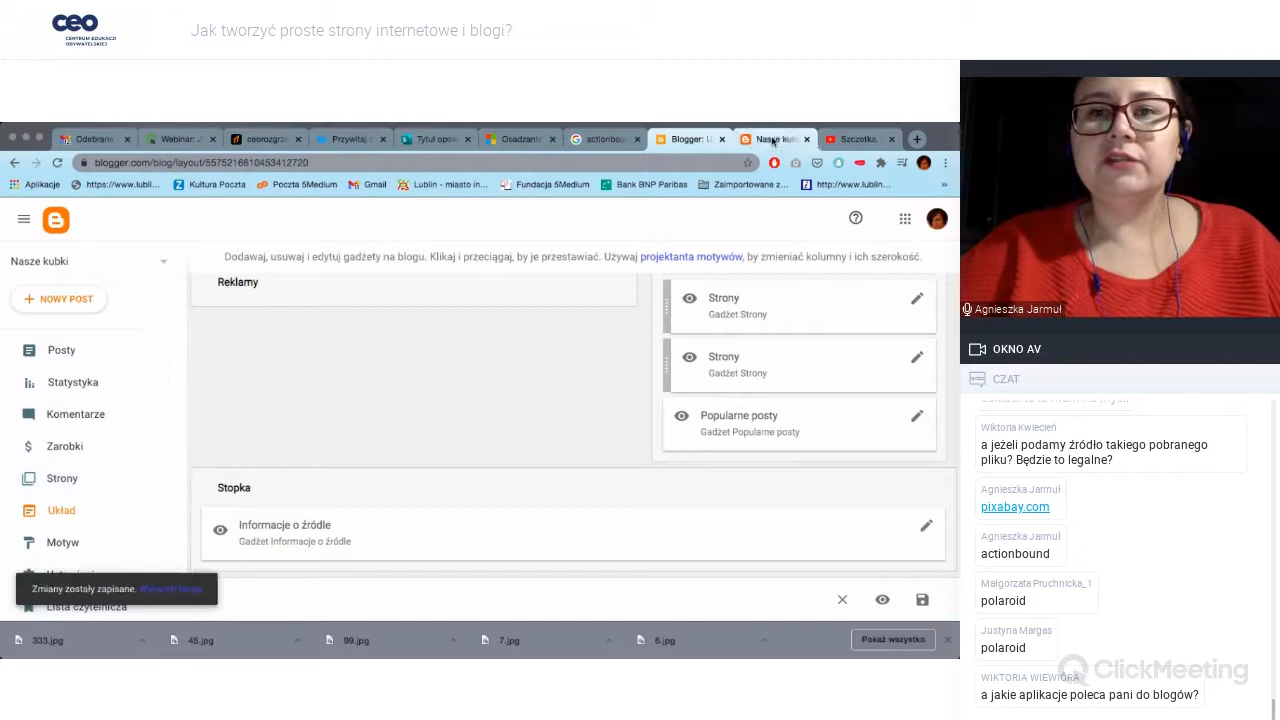 ceo
CENTRUM EDUKACJI
OBYWATELSKIEJ
Jak tworzyć proste strony internetowe i blogi?
Odebrane
Webinar: J
ceorozgrz
Przywitaj s
Tytuł opow
Osadzanie
actionbou
Blogger: U
Nasze kubk
Szczotka,
blogger.com/blog/layout/5575216610453412720
Aplikacje
https://www.lubli...
Kultura Poczta
Poczta 5Medium
Gmail
Lublin - miasto in...
Fundacja 5Medium
Bank BNP Paribas
Zaimportowane z...
http://www.lublin...
Dodawaj, usuwaj i edytuj gadżety na blogu. Klikaj i przeciągaj, by je przestawiać. Używaj projektanta motywów, by zmieniać kolumny i ich szerokość.
Nasze kubki
+ NOWY POST
Posty
Statystyka
Komentarze
Zarobki
Strony
Układ
Motyw
Lista czytelnicza
Zmiany zostały zapisane.
Reklamy
Strony
Gadżet Strony
Strony
Gadżet Strony
Popularne posty
Gadżet Popularne posty
Stopka
Informacje o źródle
Gadżet Informacje o źródle
333.jpg
45.jpg
99.jpg
7.jpg
6.jpg
Pokaż wszystko
Agnieszka Jarmuł
OKNO AV
CZAT
Wiktoria Kwiecień
a jeżeli podamy źródło takiego pobranego
pliku? Będzie to legalne?
Agnieszka Jarmuł
pixabay.com
Agnieszka Jarmuł
actionbound
Małgorzata Pruchnicka_1
polaroid
Justyna Margas
polaroid
WIKTORIA WIEWIÓRA
a jakie aplikacje poleca pani do blogów?
ClickMeeting